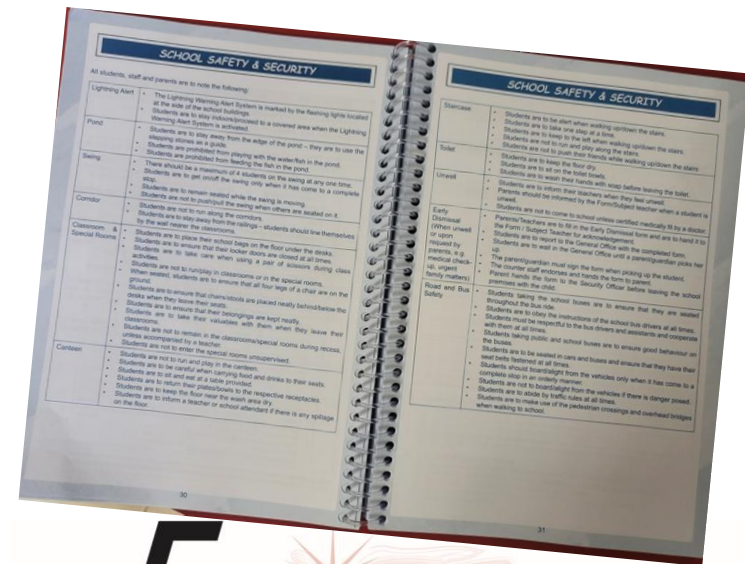 SCHOOL SAFETY & SECURITY
All students, staff and parents are to note the following:
Lightning Alert
• The Lightning Warning Alert System is marked by the flashing lights located
at the side of the school buildings.
• Students are to stay indoors/proceed to a covered area when the Lightning
Warning Alert System is activated.
Pond
• Students are to stay away from the edge of the pond – they are to use the
stepping stones as a guide.
• Students are prohibited from playing with the water/fish in the pond.
• Students are prohibited from feeding the fish in the pond.
Swing
• There should be a maximum of 4 students on the swing at any one time.
• Students are to get on/off the swing only when it has come to a complete
stop.
• Students are to remain seated while the swing is moving.
• Students are not to push/pull the swing when others are seated on it.
Corridor
• Students are not to run along the corridors.
• Students are to stay away from the railings - students should line themselves
by the wall nearer the classrooms.
Classroom &
Special Rooms
• Students are to place their school bags on the floor under the desks.
• Students are to ensure that their locker doors are closed at all times.
• Students are to take care when using a pair of scissors during class
activities.
• Students are not to run/play in classrooms or in the special rooms.
• When seated, students are to ensure that all four legs of a chair are on the
ground.
• Students are to ensure that chairs/stools are placed neatly behind/below the
desks when they leave their seats.
• Students are to ensure that their belongings are kept neatly.
• Students are to take their valuables with them when they leave their
classrooms.
• Students are not to remain in the classrooms/special rooms during recess,
unless accompanied by a teacher.
• Students are not to enter the special rooms unsupervised.
Canteen
• Students are not to run and play in the canteen.
• Students are to be careful when carrying food and drinks to their seats.
• Students are to sit and eat at a table provided.
• Students are to return their plates/bowls to the respective receptacles.
• Students are to keep the floor near the wash area dry.
• Students are to inform a teacher or school attendant if there is any spillage
on the floor.
30
SCHOOL SAFETY & SECURITY
Staircase
• Students are to be alert when walking up/down the stairs.
• Students are to take one step at a time.
• Students are to keep to the left when walking up/down the stairs.
• Students are not to run and play along the stairs.
• Students are not to push their friends while walking up/down the stairs.
Toilet
• Students are to keep the floor dry.
• Students are to sit on the toilet bowls.
• Students are to wash their hands with soap before leaving the toilet.
Unwell
• Students are to inform their teachers when they feel unwell.
• Parents should be informed by the Form/Subject teacher when a student is
unwell.
• Students are not to come to school unless certified medically fit by a doctor.
Early
Dismissal
(When unwell
or upon
request by
parents, e.g.
medical check-
up, urgent
family matters)
• Parents/Teachers are to fill in the Early Dismissal form and are to hand it to
the Form / Subject Teacher for acknowledgement.
• Students are to report to the General Office with the completed form.
• Students are to wait in the General Office until a parent/guardian picks her
up.
• The parent/guardian must sign the form when picking up the student.
• The counter staff endorses and hands the form to parent.
• Parent hands the form to the Security Officer before leaving the school
premises with the child.
Road and Bus
Safety
• Students taking the school buses are to ensure that they are seated
throughout the bus ride.
• Students are to obey the instructions of the school bus drivers at all times.
• Students must be respectful to the bus drivers and assistants and cooperate
with them at all times.
• Students taking public and school buses are to ensure good behaviour on
the buses.
• Students are to be seated in cars and buses and ensure that they have their
seat belts fastened at all times.
• Students should board/alight from the vehicles only when it has come to a
complete stop in an orderly manner.
• Students are not to board/alight from the vehicles if there is danger posed.
• Students are to abide by traffic rules at all times.
• Students are to make use of the pedestrian crossings and overhead bridges
when walking to school.
31